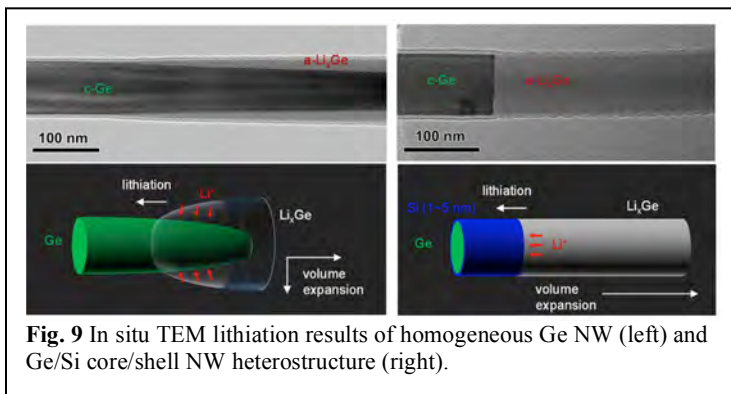 c-Ge
a-LiₓGe
100 nm
c-Ge
a-LiₓGe
100 nm
lithiation
Li⁺
LiₓGe
Ge
volume
expansion
lithiation
Si (1~5 nm)
LiₓGe
Ge
Li⁺
volume
expansion
Fig. 9 In situ TEM lithiation results of homogeneous Ge NW (left) and
Ge/Si core/shell NW heterostructure (right).